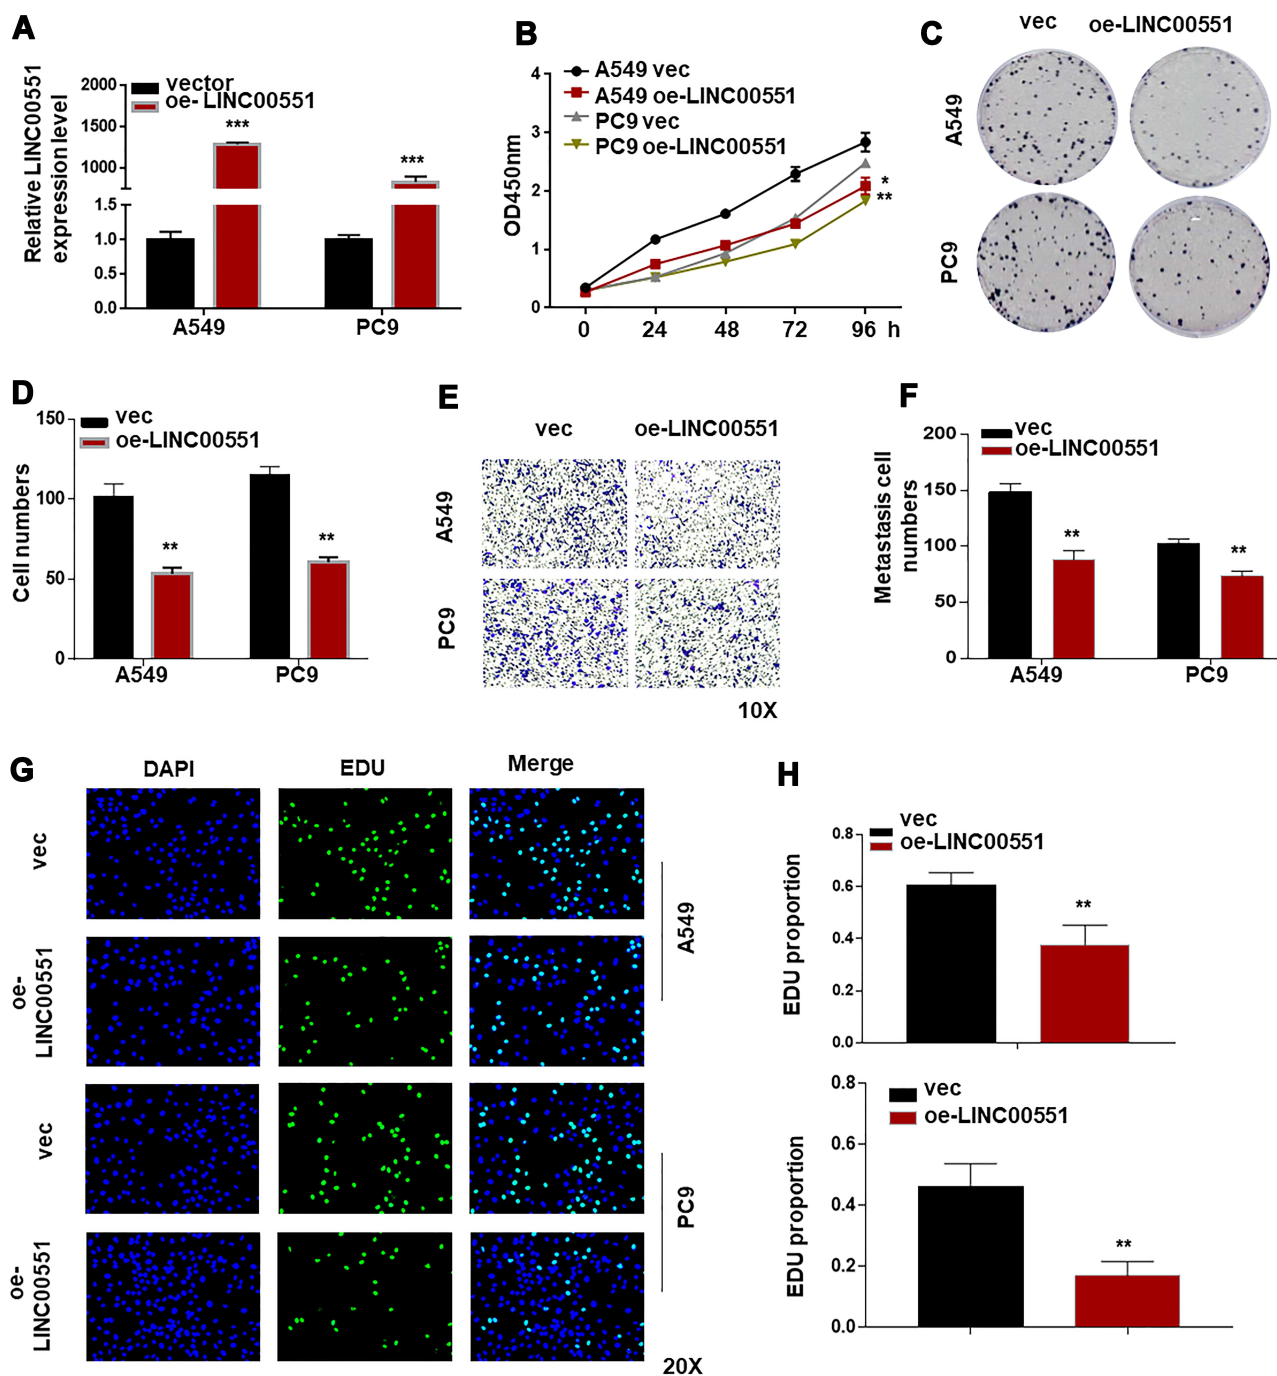 A
Relative LINC00551
expression level
2000
1500
1000
1.5
1.0
0.5
0.0
vector
oe- LINC00551
***
***
A549
PC9
B
OD450nm
4
3
2
1
0
A549 vec
A549 oe-LINC00551
PC9 vec
PC9 oe-LINC00551
*
**
0
24
48
72
96
h
C
vec
oe-LINC00551
A549
PC9
D
Cell numbers
150
100
50
0
vec
oe-LINC00551
**
**
A549
PC9
E
vec
oe-LINC00551
A549
PC9
10X
F
Metastasis cell
numbers
200
150
100
50
0
vec
oe-LINC00551
**
**
A549
PC9
G
DAPI
EDU
Merge
vec
oe-
LINC00551
A549
vec
oe-
LINC00551
PC9
20X
H
EDU proportion
0.8
0.6
0.4
0.2
0.0
vec
oe-LINC00551
**
EDU proportion
0.8
0.6
0.4
0.2
0.0
vec
oe-LINC00551
**